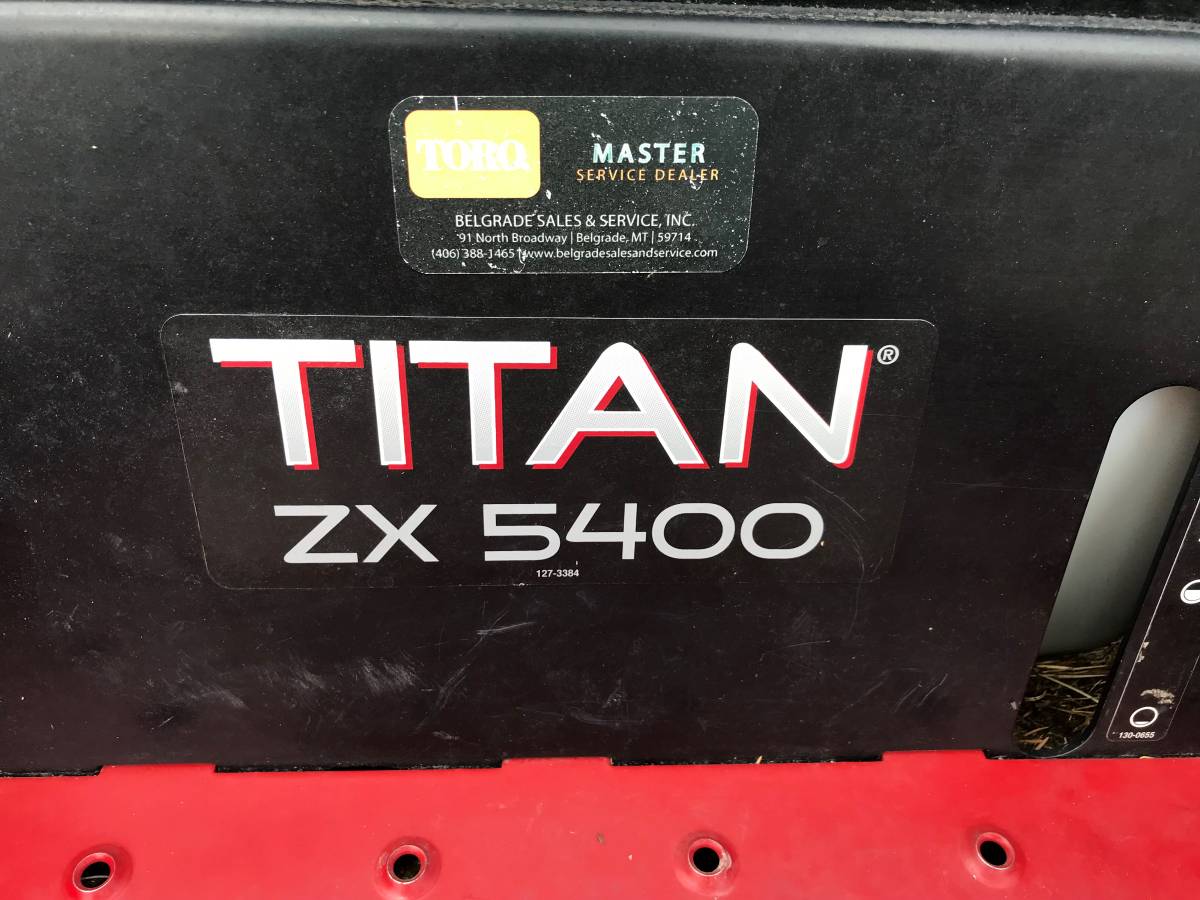 TORO
MASTER
SERVICE DEALER
BELGRADE SALES & SERVICE, INC.
91 North Broadway | Belgrade, MT | 59714
(406) 388-1465 | www.belgradesalesandservice.com
TITAN®
ZX 5400
127-3384
130-0655